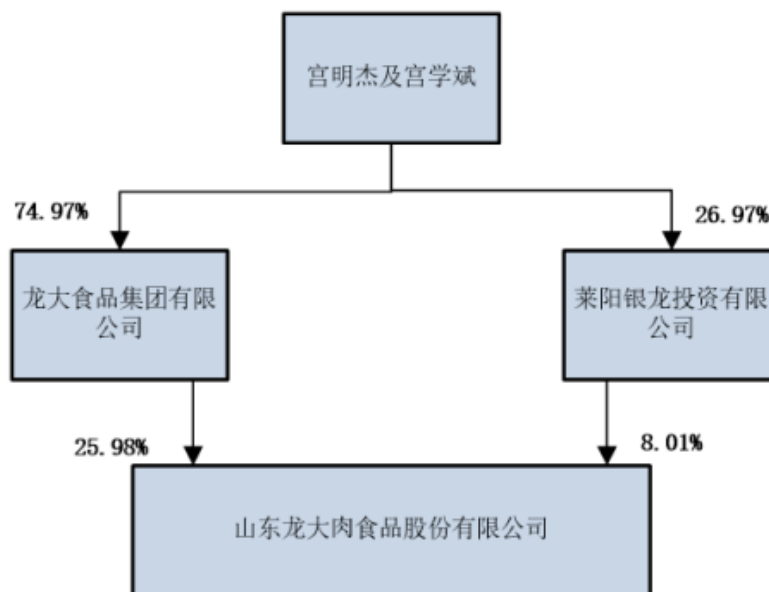 宫明杰及宫学斌
74.97%
26.97%
龙大食品集团有限
公司
莱阳银龙投资有限
公司
25.98%
8.01%
山东龙大肉食品股份有限公司